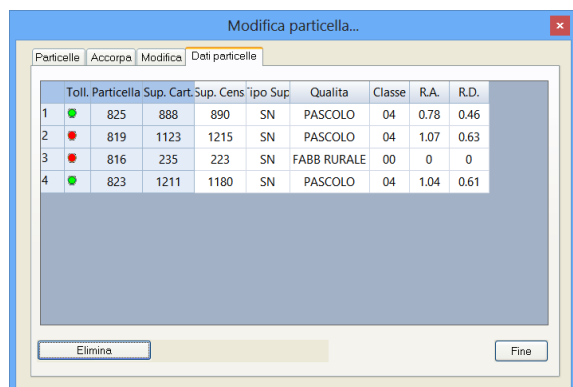 Modifica particella...
Particelle Accorpa Modifica Dati particelle
Toll. Particella Sup. Cart. Sup. Cens Tipo Sup Qualita Classe R.A. R.D.
1 825 888 890 SN PASCOLO 04 0.78 0.46
2 819 1123 1215 SN PASCOLO 04 1.07 0.63
3 816 235 223 SN FABB RURALE 00 0 0
4 823 1211 1180 SN PASCOLO 04 1.04 0.61
Elimina Fine